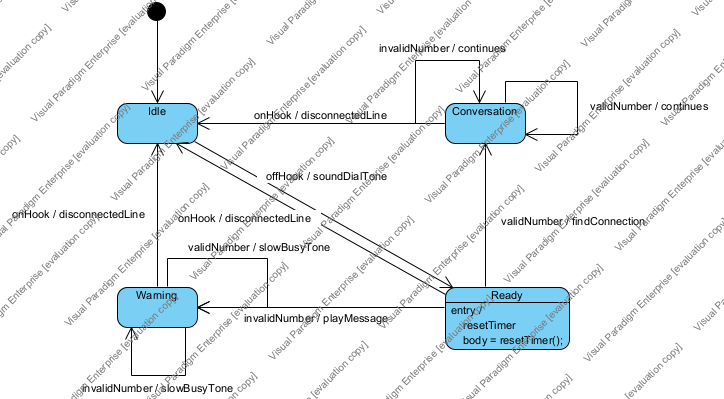 invalidNumber / continues
Idle
onHook / disconnectedLine
Conversation
validNumber / continues
offHook / soundDialTone
onHook / disconnectedLine
onHook / disconnectedLine
validNumber / findConnection
validNumber / slowBusyTone
Warning
Ready
entry /
resetTimer
body = resetTimer();
invalidNumber / playMessage
invalidNumber / slowBusyTone
Visual Paradigm Enterprise [evaluation copy]